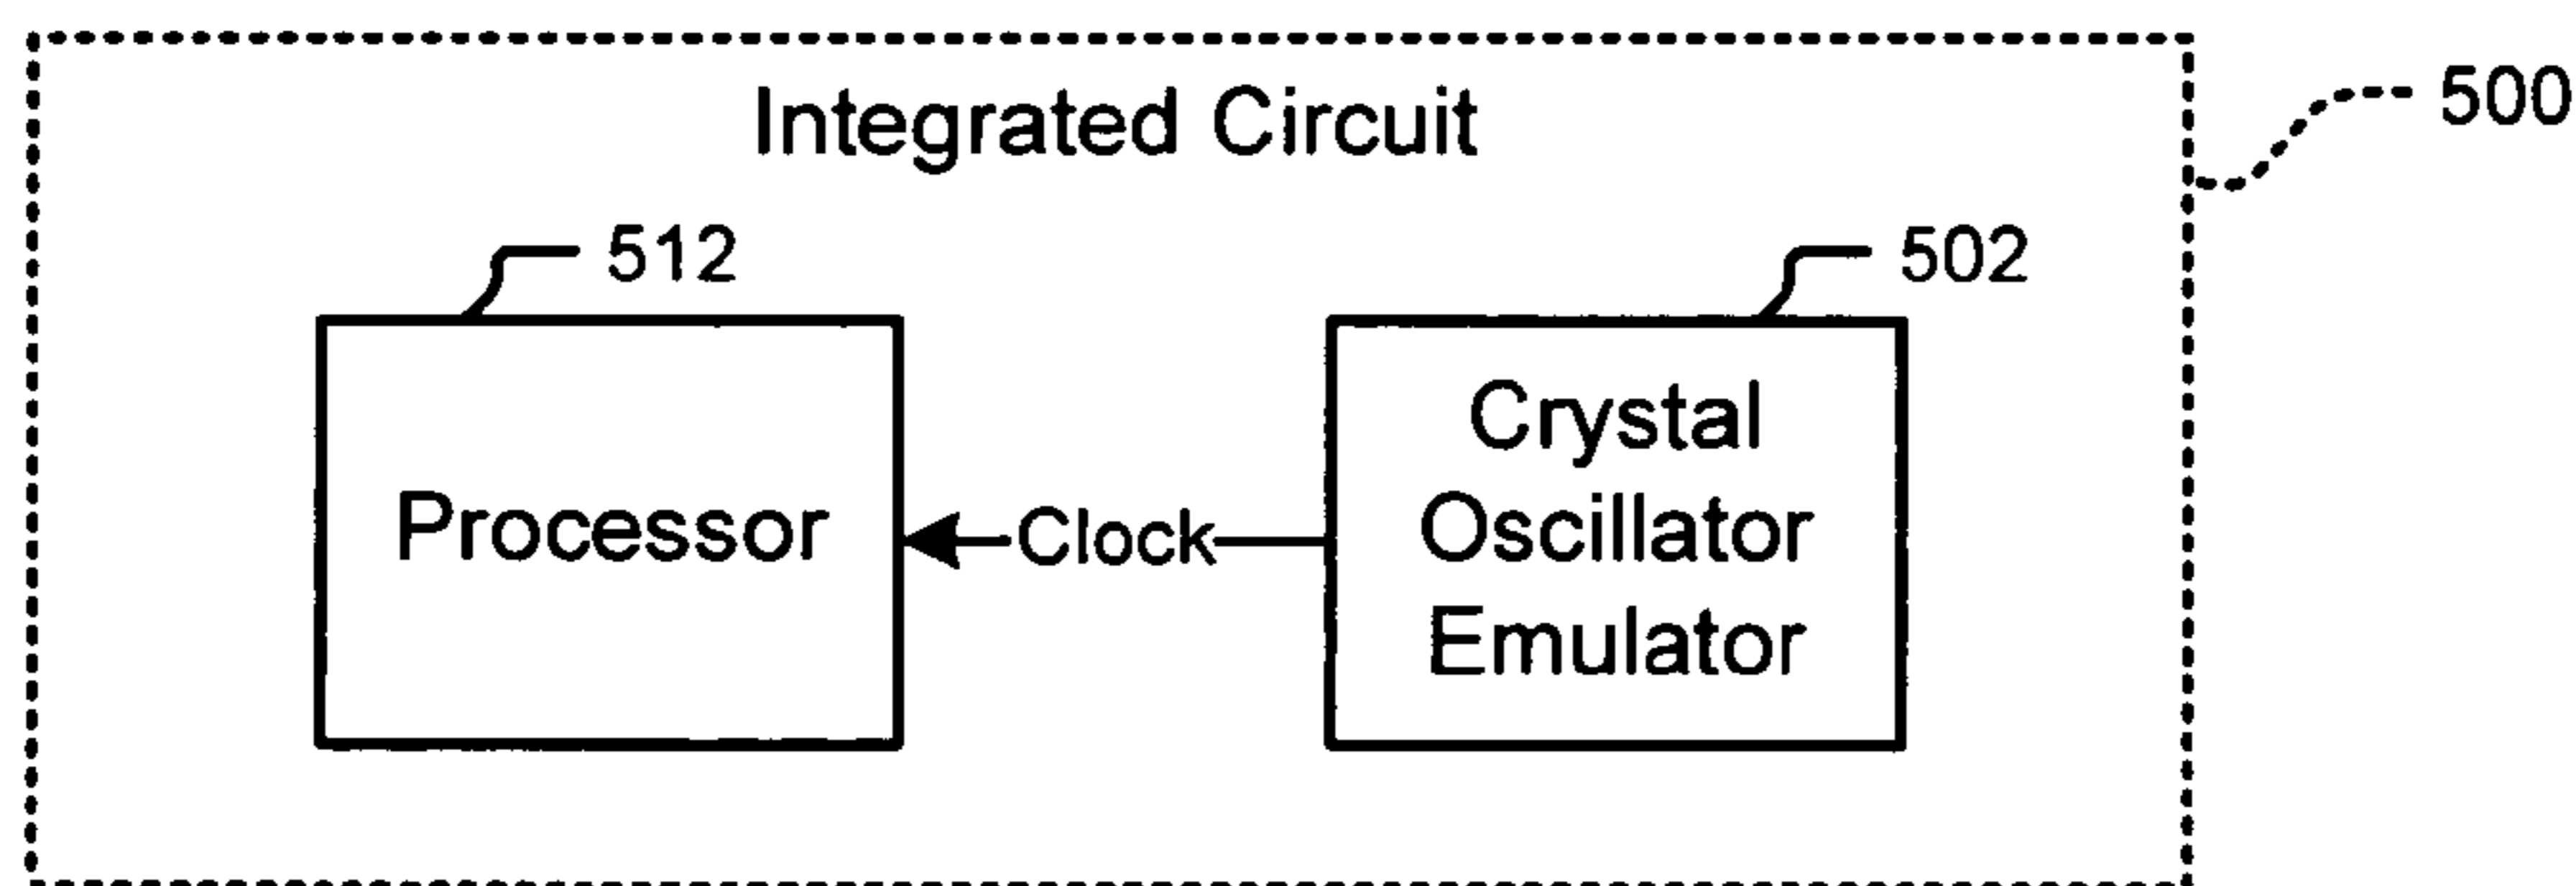 Integrated Circuit
500
512
502
Processor
Clock
Crystal
Oscillator
Emulator